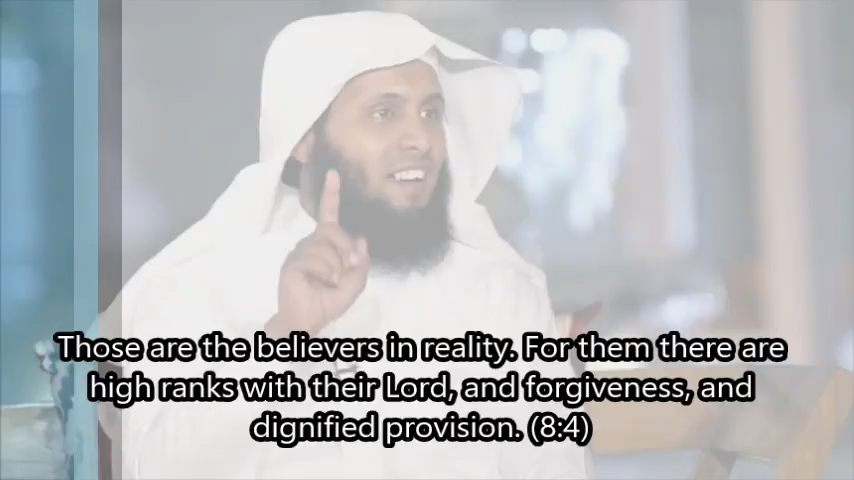 Those are the believers in reality. For them there are
high ranks with their Lord, and forgiveness, and
dignified provision. (8:4)